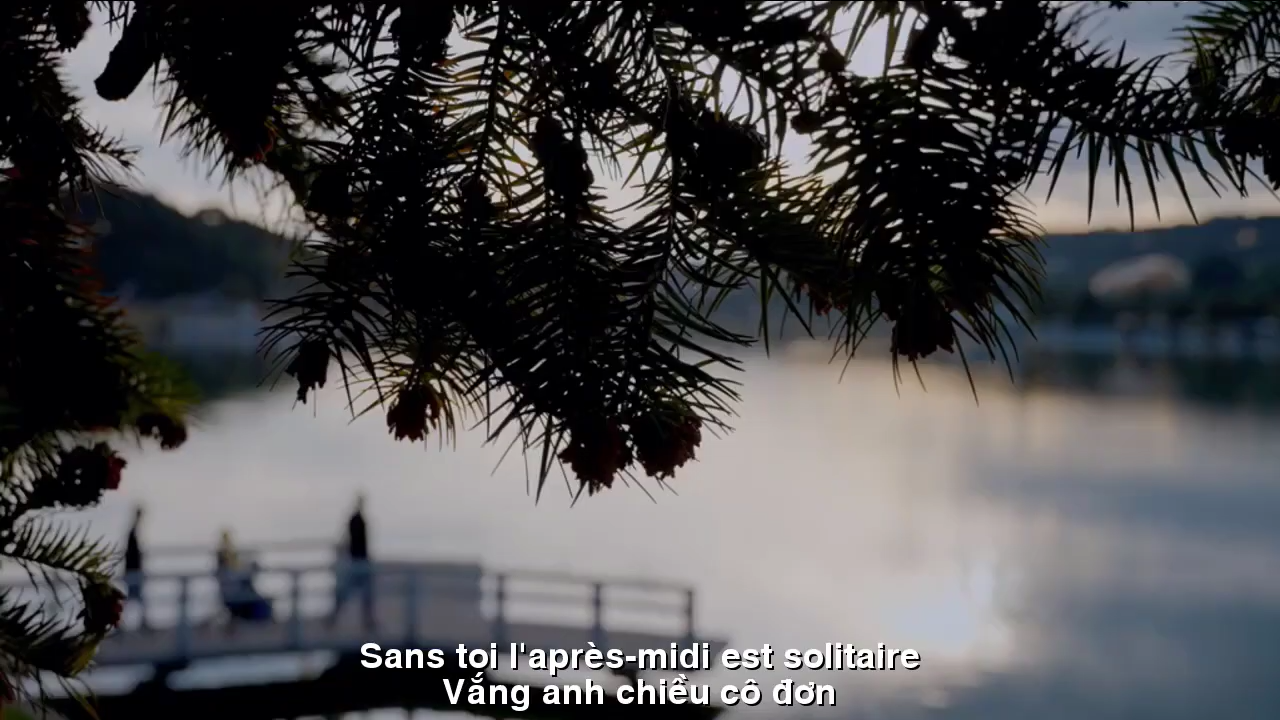 Sans toi l'après-midi est solitaire
Vắng anh chiều cô đơn